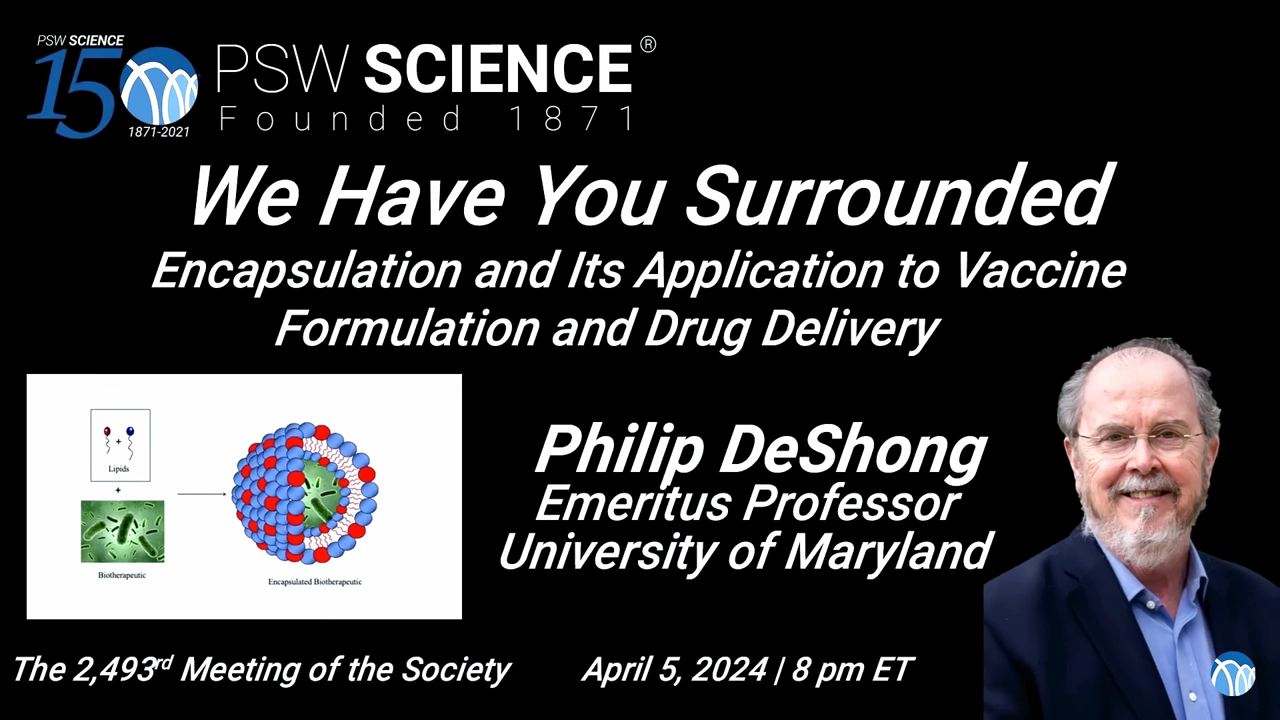 PSW SCIENCE
150
1871-2021
PSW SCIENCE®
Founded 1871
We Have You Surrounded
Encapsulation and Its Application to Vaccine
Formulation and Drug Delivery
+
Lipids
+
Biotherapeutic
Encapsulated Biotherapeutic
Philip DeShong
Emeritus Professor
University of Maryland
The 2,493rd Meeting of the Society
April 5, 2024 | 8 pm ET